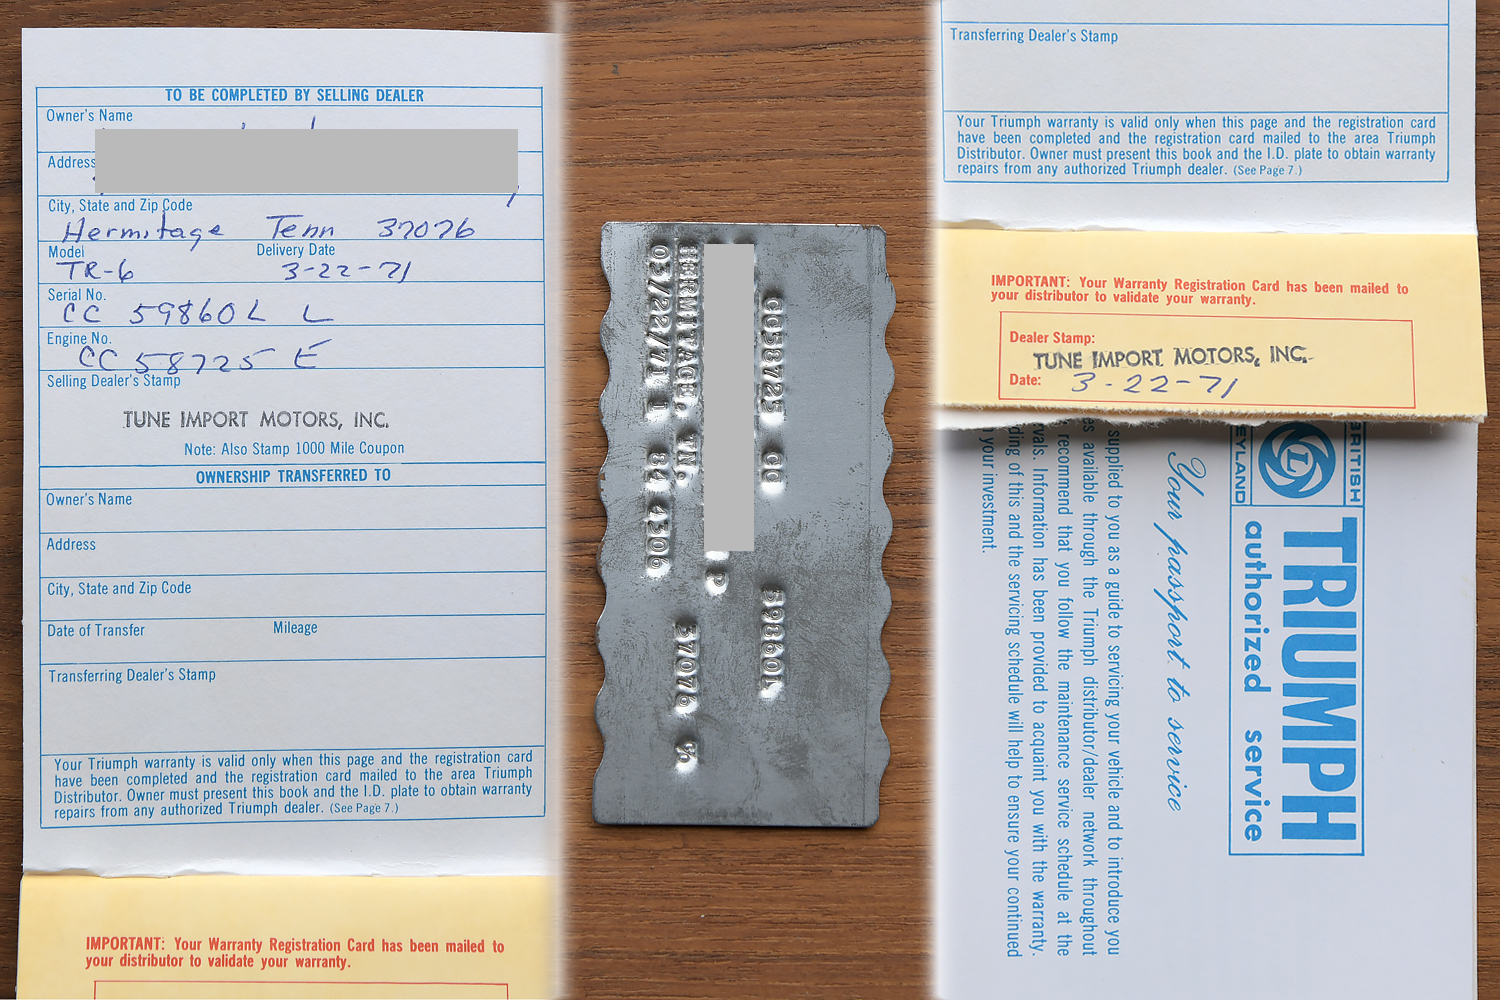 TO BE COMPLETED BY SELLING DEALER
Owner's Name
Address
City, State and Zip Code
Hermitage Tenn 37076
Model Delivery Date
TR-6 3-22-71
Serial No.
CC 59860L L
Engine No.
CC 58725 E
Selling Dealer's Stamp
TUNE IMPORT MOTORS, INC.
Note: Also Stamp 1000 Mile Coupon
OWNERSHIP TRANSFERRED TO
Owner's Name
Address
City, State and Zip Code
Date of Transfer Mileage
Transferring Dealer's Stamp
Your Triumph warranty is valid only when this page and the registration card
have been completed and the registration card mailed to the area Triumph
Distributor. Owner must present this book and the I.D. plate to obtain warranty
repairs from any authorized Triumph dealer. (See Page 7.)
IMPORTANT: Your Warranty Registration Card has been mailed to
your distributor to validate your warranty.
CC58725 CC 59860L
P
HERMITAGE, TN. 37076 %
03/22/71 1 84 4306
Transferring Dealer's Stamp
Your Triumph warranty is valid only when this page and the registration card
have been completed and the registration card mailed to the area Triumph
Distributor. Owner must present this book and the I.D. plate to obtain warranty
repairs from any authorized Triumph dealer. (See Page 7.)
IMPORTANT: Your Warranty Registration Card has been mailed to
your distributor to validate your warranty.
Dealer Stamp:
TUNE IMPORT MOTORS, INC.
Date: 3-22-71
BRITISH
L
EYLAND
TRIUMPH
authorized service
Your passport to service
supplied to you as a guide to servicing your vehicle and to introduce you
es available through the Triumph distributor/dealer network throughout
recommend that you follow the maintenance service schedule at the
rvals. Information has been provided to acquaint you with the warranty.
ding of this and the servicing schedule will help to ensure your continued
your investment.